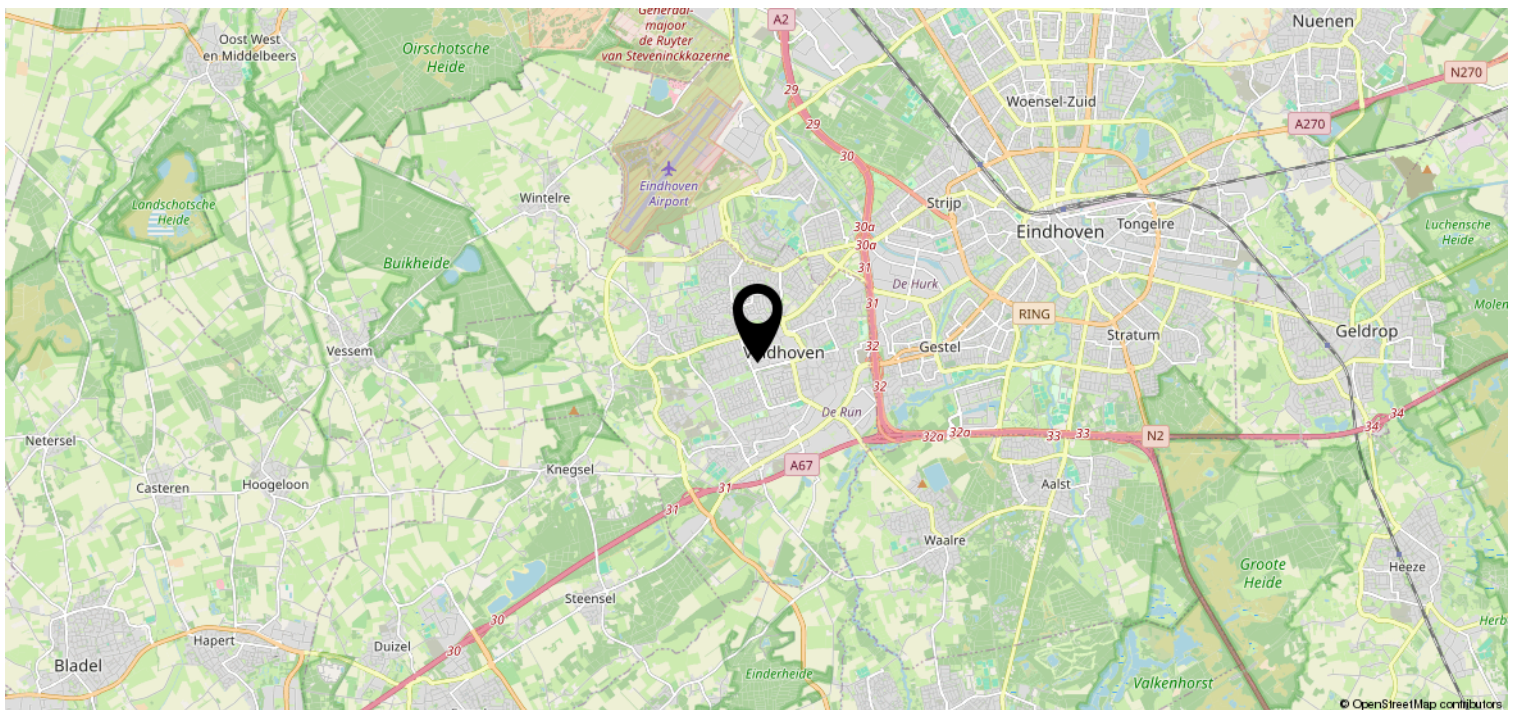 A2
Generaal-
majoor
de Ruyter
van Steveninckkazerne
Nuenen
Oost West
en Middelbeers
Oirschotsche
Heide
N270
29
Woensel-Zuid
29
A270
30
Eindhoven
Airport
Wintelre
Landschotsche
Heide
Strijp
Eindhoven
Tongelre
Luchensche
Heide
30a
30a
31
Buikheide
De Hurk
31
RING
Molen
Geldrop
Stratum
Vessem
32
Gestel
Veldhoven
32
De Run
34
34
Netersel
32a
32a
33
33
N2
Knegsel
A67
Casteren
Hoogeloon
31
Aalst
31
Waalre
Groote
Heide
Heeze
Steensel
30
Herb
Hapert
Duizel
30
Bladel
Einderheide
Valkenhorst
© OpenStreetMap contributors